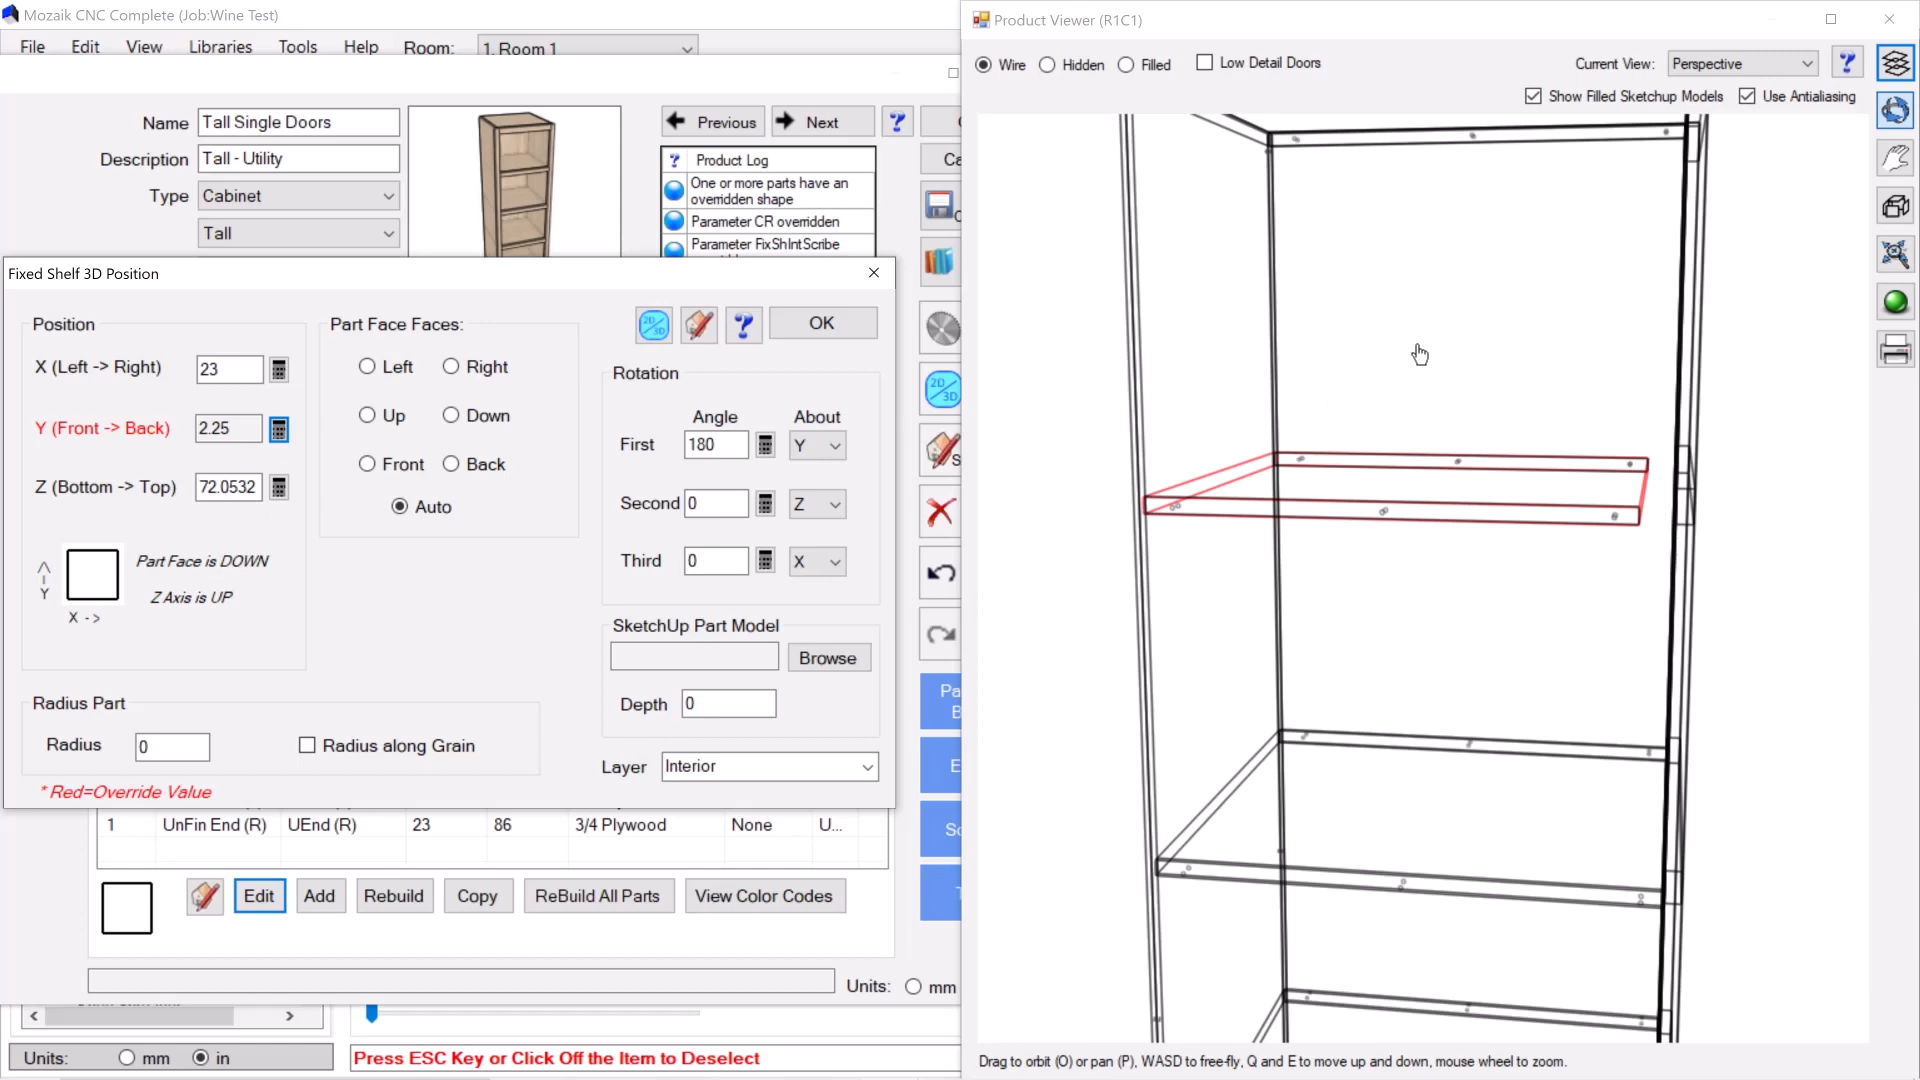 Mozaik CNC Complete (Job:Wine Test)
File Edit View Libraries Tools Help Room: 1. Room 1
Name Tall Single Doors
Description Tall - Utility
Type Cabinet
Tall
Previous Next
Product Log
One or more parts have an
overridden shape
Parameter CR overridden
Parameter FixShIntScribe
Ca
Fixed Shelf 3D Position
OK
Position
X (Left -> Right) 23
Y (Front -> Back) 2.25
Z (Bottom -> Top) 72.0532
Y
X ->
Part Face is DOWN
Z Axis is UP
Part Face Faces:
Left Right
Up Down
Front Back
Auto
2D/3D
Rotation
Angle About
First 180 Y
Second 0 Z
Third 0 X
SketchUp Part Model
Browse
Depth 0
Layer Interior
Radius Part
Radius 0 Radius along Grain
* Red=Override Value
2D/3D
S
Pa
B
E
Sc
1 UnFin End (R) UEnd (R) 23 86 3/4 Plywood None U...
Edit Add Rebuild Copy ReBuild All Parts View Color Codes
Units: mm
Units: mm in
Press ESC Key or Click Off the Item to Deselect
Product Viewer (R1C1)
Wire Hidden Filled Low Detail Doors Current View: Perspective
Show Filled Sketchup Models Use Antialiasing
Drag to orbit (O) or pan (P), WASD to free-fly, Q and E to move up and down, mouse wheel to zoom.